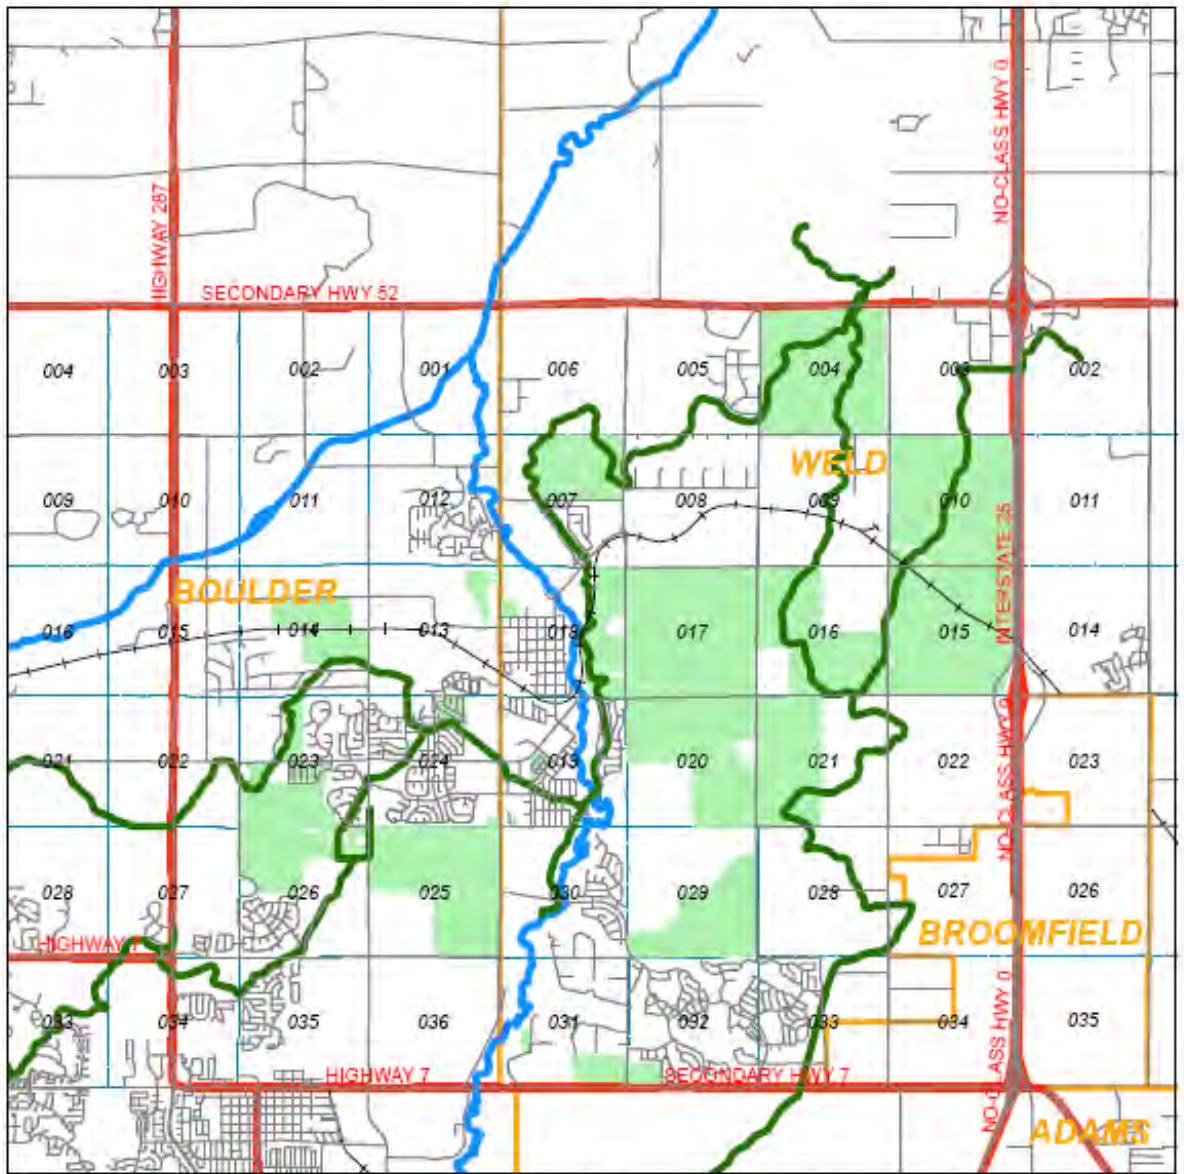 NO-CLASS HWY 0
HIGHWAY 287
SECONDARY HWY 52
004 003 002 001 006 005 004 003 002
WELD
009 010 011 012 007 008 009 010 011
INTERSTATE 25
BOULDER
016 015 014 013 018 017 016 015 014
NO-CLASS HWY 0
021 022 023 024 019 020 021 022 023
028 027 026 025 030 029 028 027 026
BROOMFIELD
HIGHWAY 7
033 034 035 036 031 032 033 034 035
NO-CLASS HWY 0
HIGHWAY 7
SECONDARY HWY 7
ADAMS